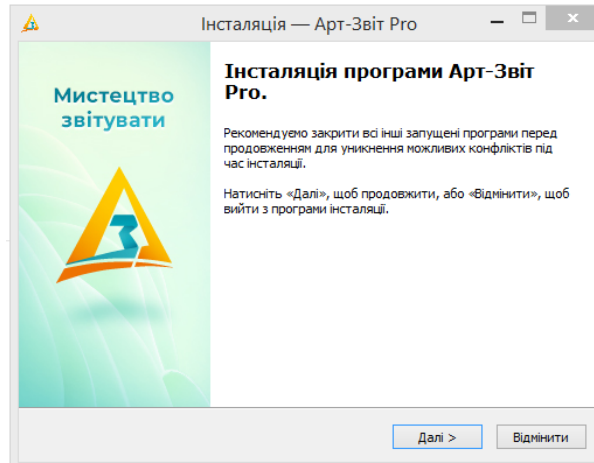 Інсталяція — Арт-Звіт Pro
Мистецтво
звітувати
З
Інсталяція програми Арт-Звіт
Pro.
Рекомендуємо закрити всі інші запущені програми перед
продовженням для уникнення можливих конфліктів під
час інсталяції.
Натисніть «Далі», щоб продовжити, або «Відмінити», щоб
вийти з програми інсталяції.
Далі >
Відмінити